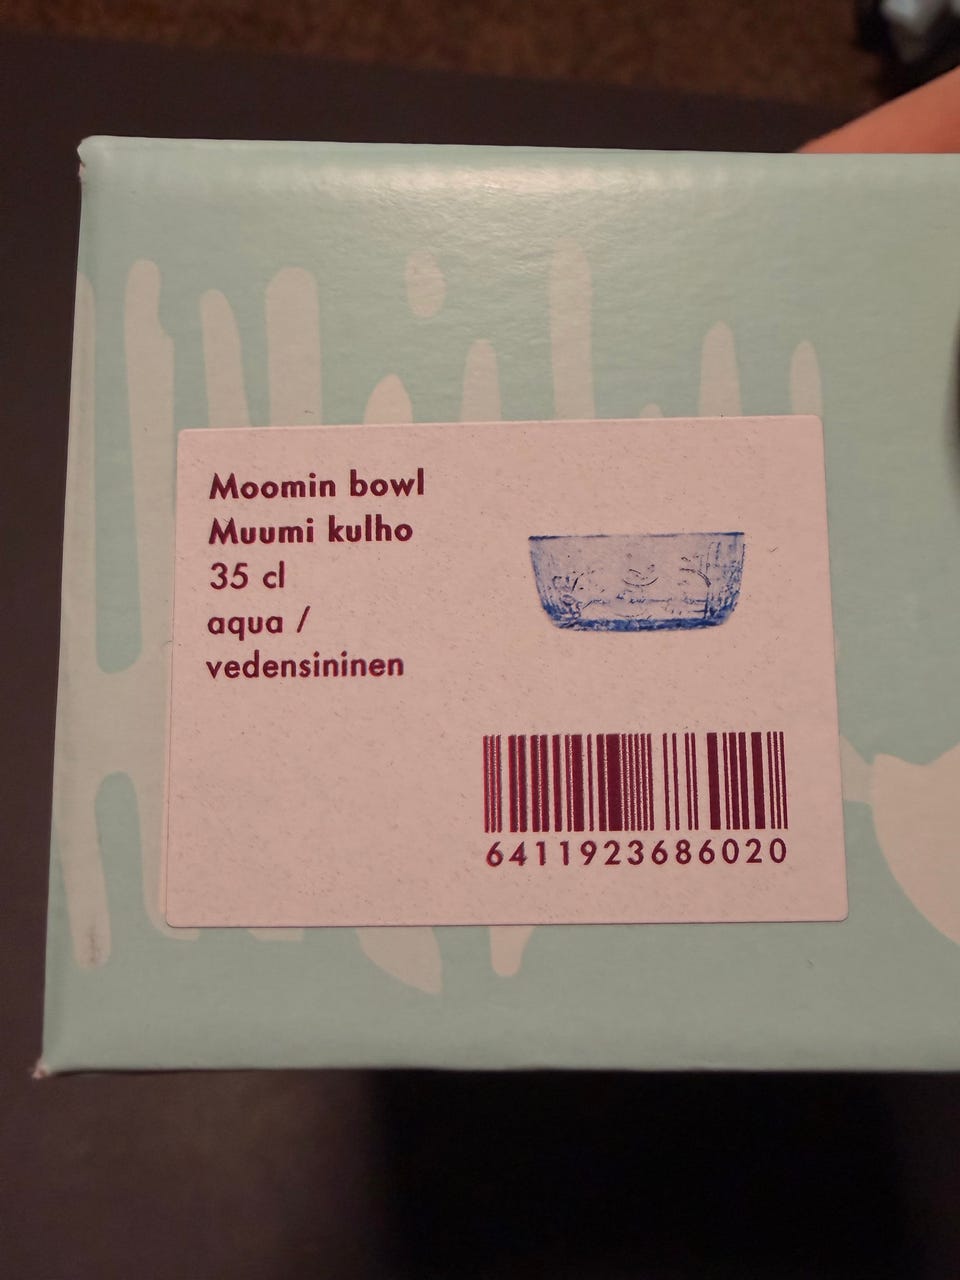 Moomin bowl
Muumi kulho
35 cl
aqua /
vedensininen
6411923686020